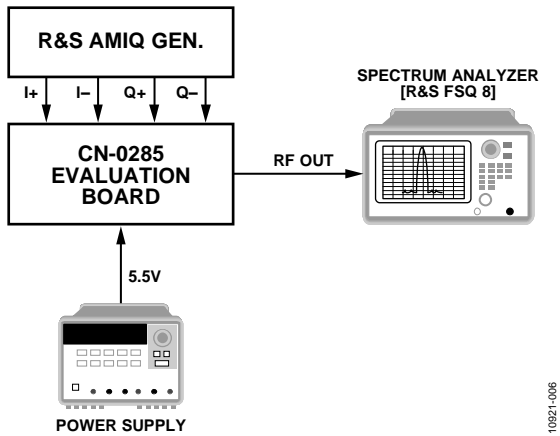 R&S AMIQ GEN.
I+ I– Q+ Q–
SPECTRUM ANALYZER
[R&S FSQ 8]
CN-0285
EVALUATION
BOARD
RF OUT
5.5V
POWER SUPPLY
10921-006